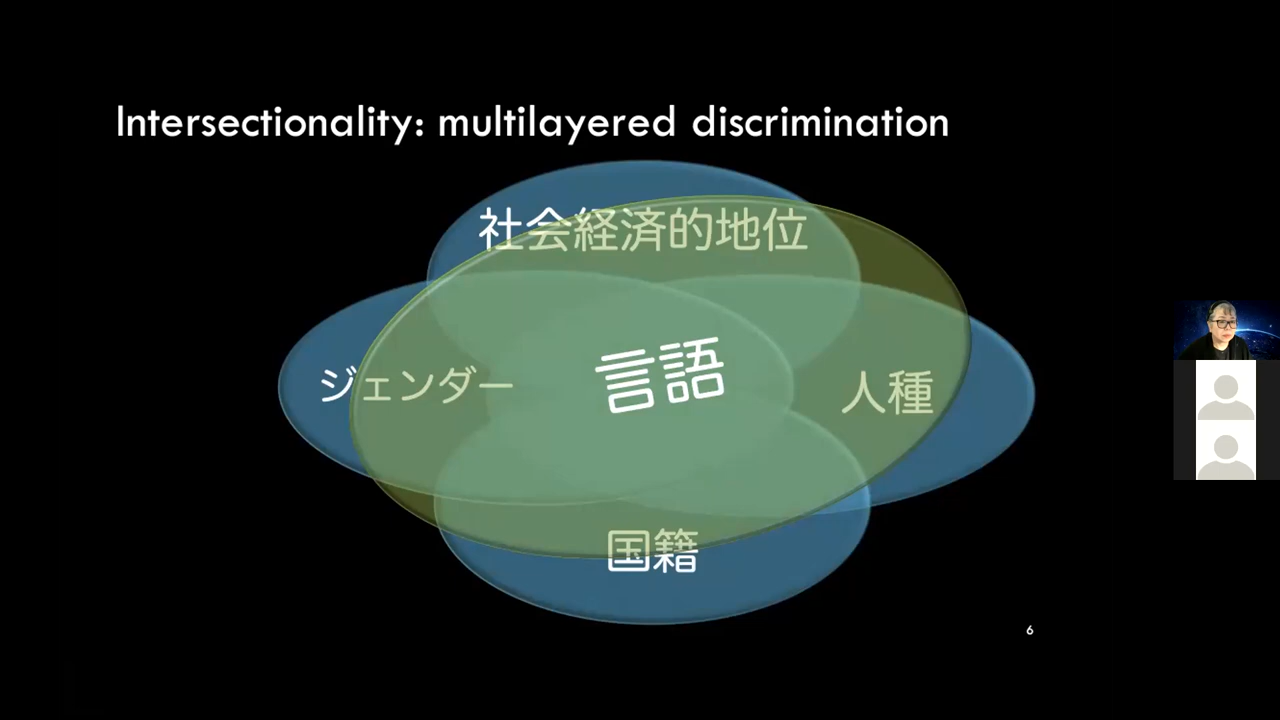 Intersectionality: multilayered discrimination
社会経済的地位
言語
ジェンダー
人種
国籍
6